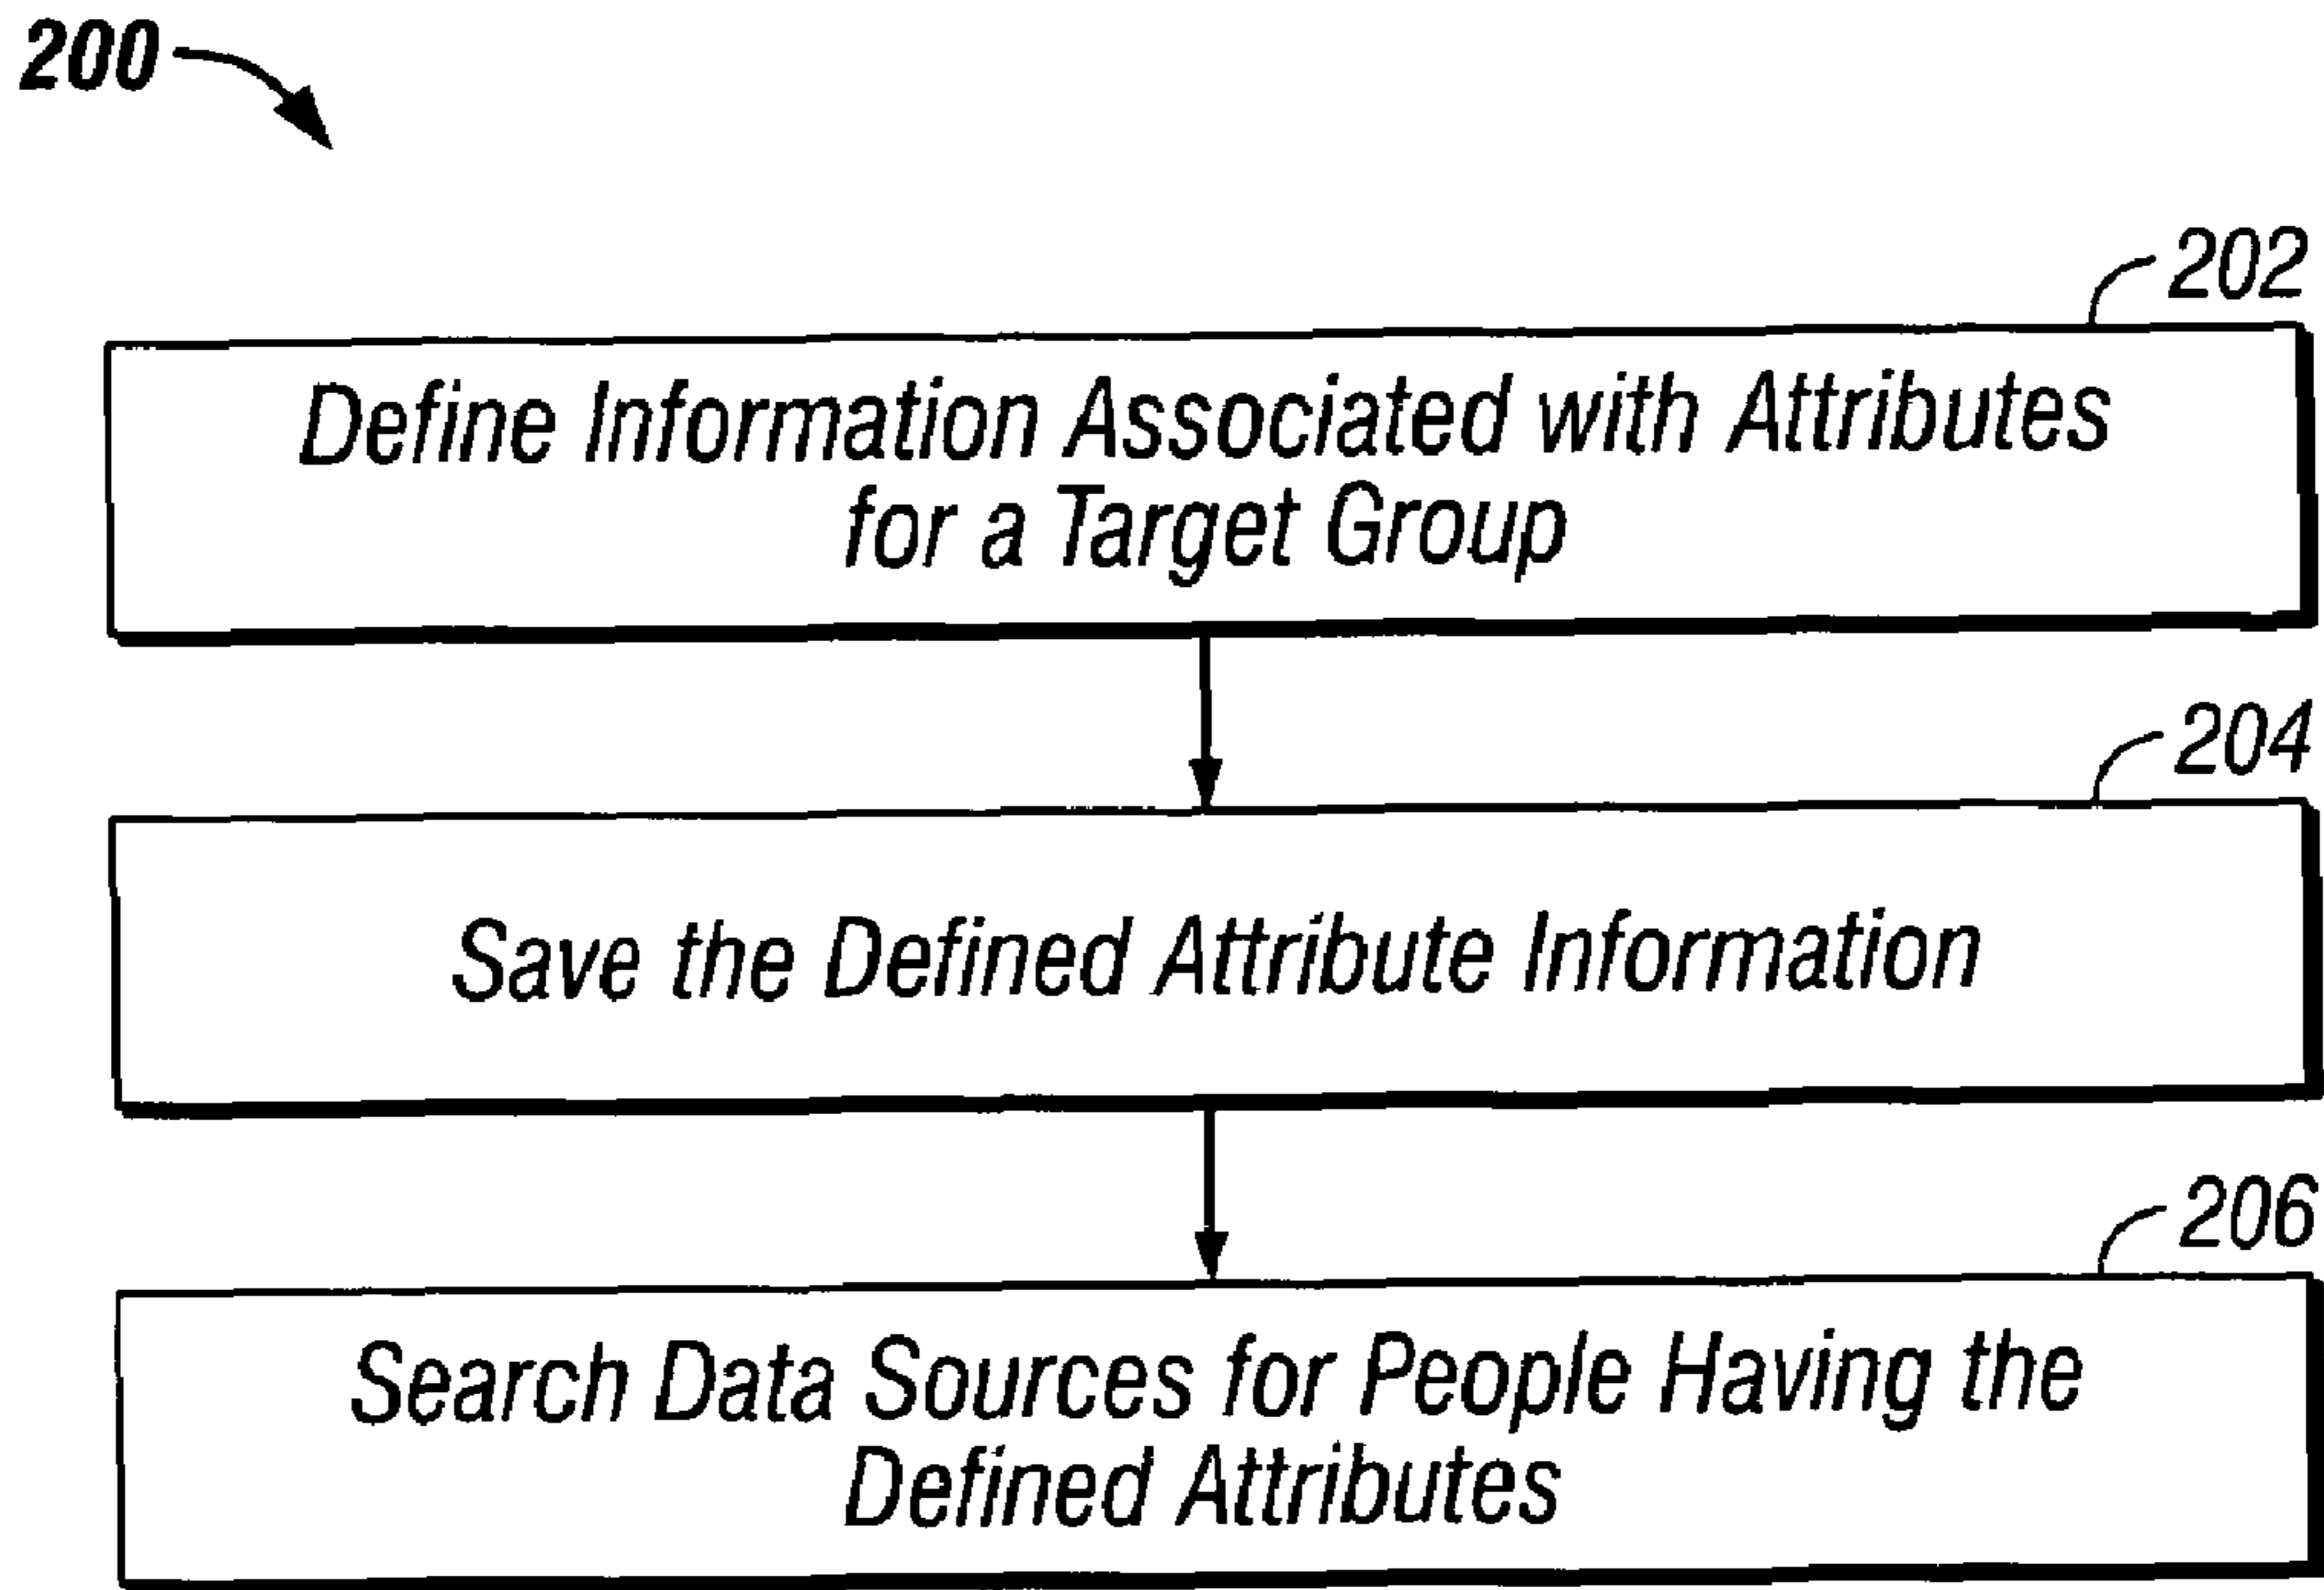 200
202
Define Information Associated with Attributes
for a Target Group
204
Save the Defined Attribute Information
206
Search Data Sources for People Having the
Defined Attributes